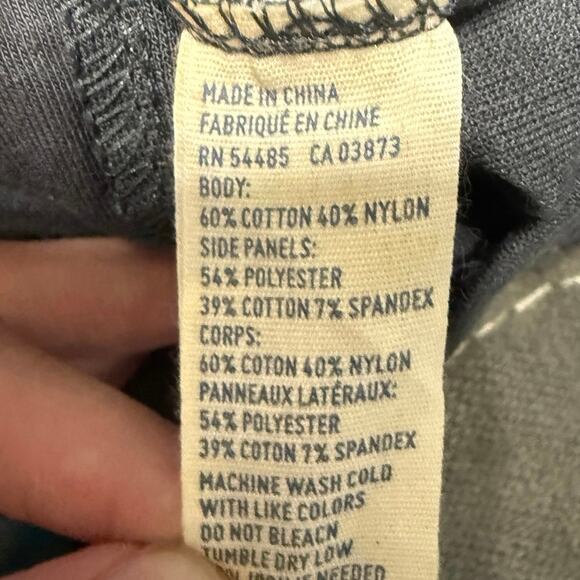 MADE IN CHINA
FABRIQUÉ EN CHINE
RN 54485 CA 03873
BODY:
60% COTTON 40% NYLON
SIDE PANELS:
54% POLYESTER
39% COTTON 7% SPANDEX
CORPS:
60% COTON 40% NYLON
PANNEAUX LATÉRAUX:
54% POLYESTER
39% COTON 7% SPANDEX
MACHINE WASH COLD
WITH LIKE COLORS
DO NOT BLEACH
TUMBLE DRY LOW
IF NEEDED